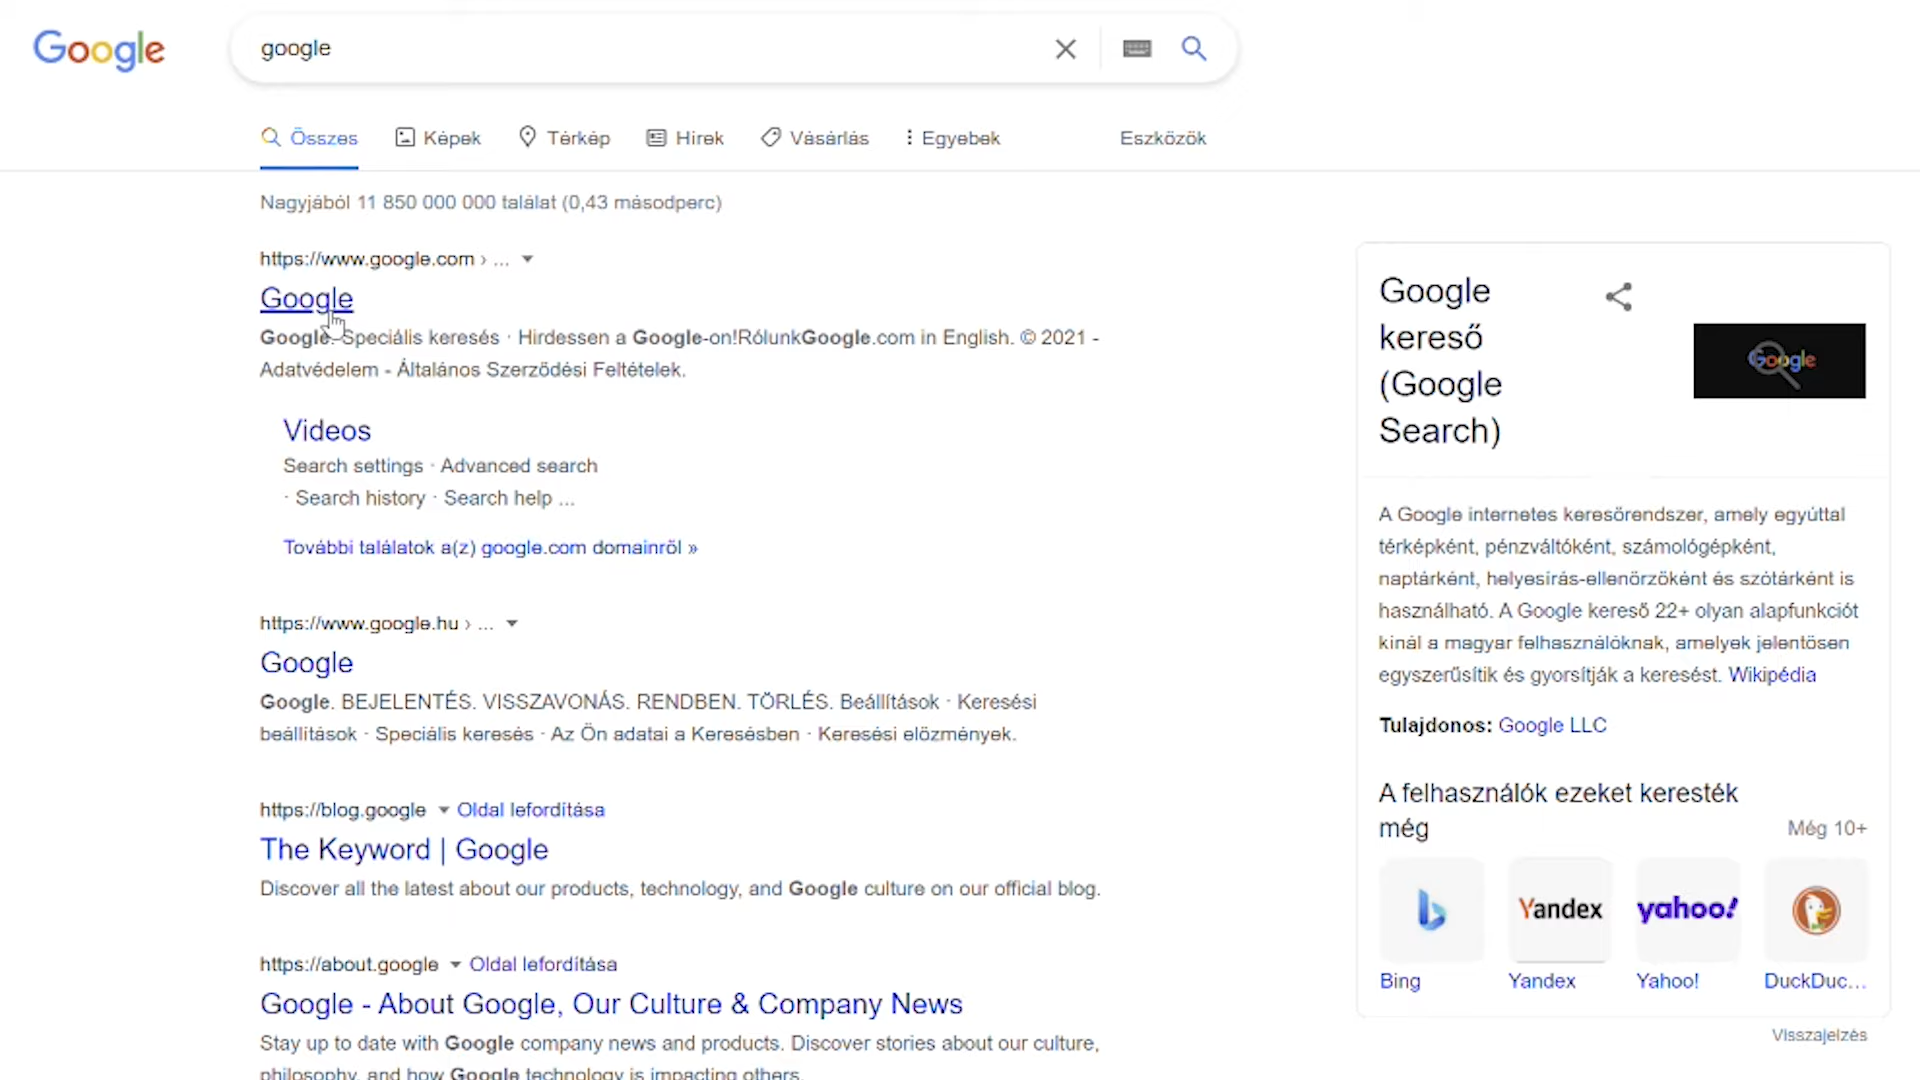 Google
google
Összes
Képek
Térkép
Hírek
Vásárlás
Egyebek
Eszközök
Nagyjából 11 850 000 000 találat (0,43 másodperc)
https://www.google.com › ...
Google
Google. Speciális keresés · Hirdessen a Google-on!RólunkGoogle.com in English. © 2021 -
Adatvédelem - Általános Szerződési Feltételek.
Videos
Search settings · Advanced search
· Search history · Search help ...
További találatok a(z) google.com domainről »
https://www.google.hu › ...
Google
Google. BEJELENTÉS. VISSZAVONÁS. RENDBEN. TÖRLÉS. Beállítások · Keresési
beállítások · Speciális keresés · Az Ön adatai a Keresésben · Keresési előzmények.
https://blog.google
Oldal lefordítása
The Keyword | Google
Discover all the latest about our products, technology, and Google culture on our official blog.
https://about.google
Oldal lefordítása
Google - About Google, Our Culture & Company News
Stay up to date with Google company news and products. Discover stories about our culture,
philosophy, and how Google technology is impacting others.
Google
kereső
(Google
Search)
Google
A Google internetes keresőrendszer, amely egyúttal
térképként, pénzváltóként, számológépként,
naptárként, helyesírás-ellenőrzőként és szótárként is
használható. A Google kereső 22+ olyan alapfunkciót
kínál a magyar felhasználóknak, amelyek jelentősen
egyszerűsítik és gyorsítják a keresést. Wikipédia
Tulajdonos: Google LLC
A felhasználók ezeket keresték
még
Még 10+
Yandex
yahoo!
Bing
Yandex
Yahoo!
DuckDuc...
Visszajelzés